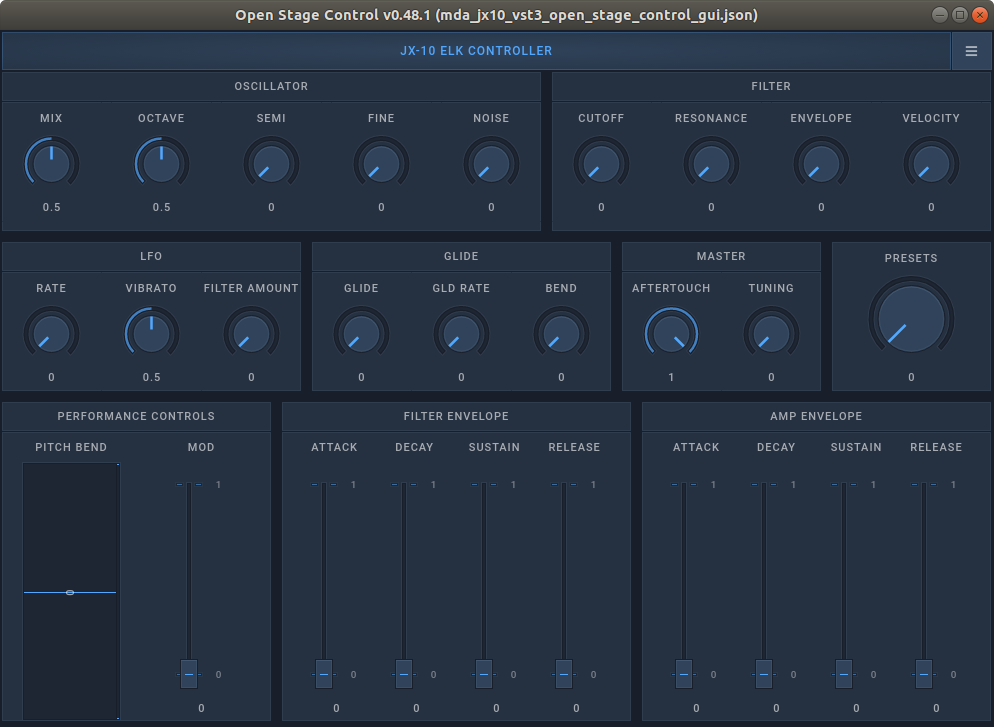 Open Stage Control v0.48.1 (mda_jx10_vst3_open_stage_control_gui.json)
JX-10 ELK CONTROLLER
OSCILLATOR
MIX OCTAVE SEMI FINE NOISE
0.5 0.5 0 0 0
FILTER
CUTOFF RESONANCE ENVELOPE VELOCITY
0 0 0 0
LFO
RATE VIBRATO FILTER AMOUNT
0 0.5 0
GLIDE
GLIDE GLD RATE BEND
0 0 0
MASTER
AFTERTOUCH TUNING
1 0
PRESETS
0
PERFORMANCE CONTROLS
PITCH BEND MOD
1
0
0
FILTER ENVELOPE
ATTACK DECAY SUSTAIN RELEASE
1 1 1 1
0 0 0 0
0 0 0 0
AMP ENVELOPE
ATTACK DECAY SUSTAIN RELEASE
1 1 1 1
0 0 0 0
0 0 0 0